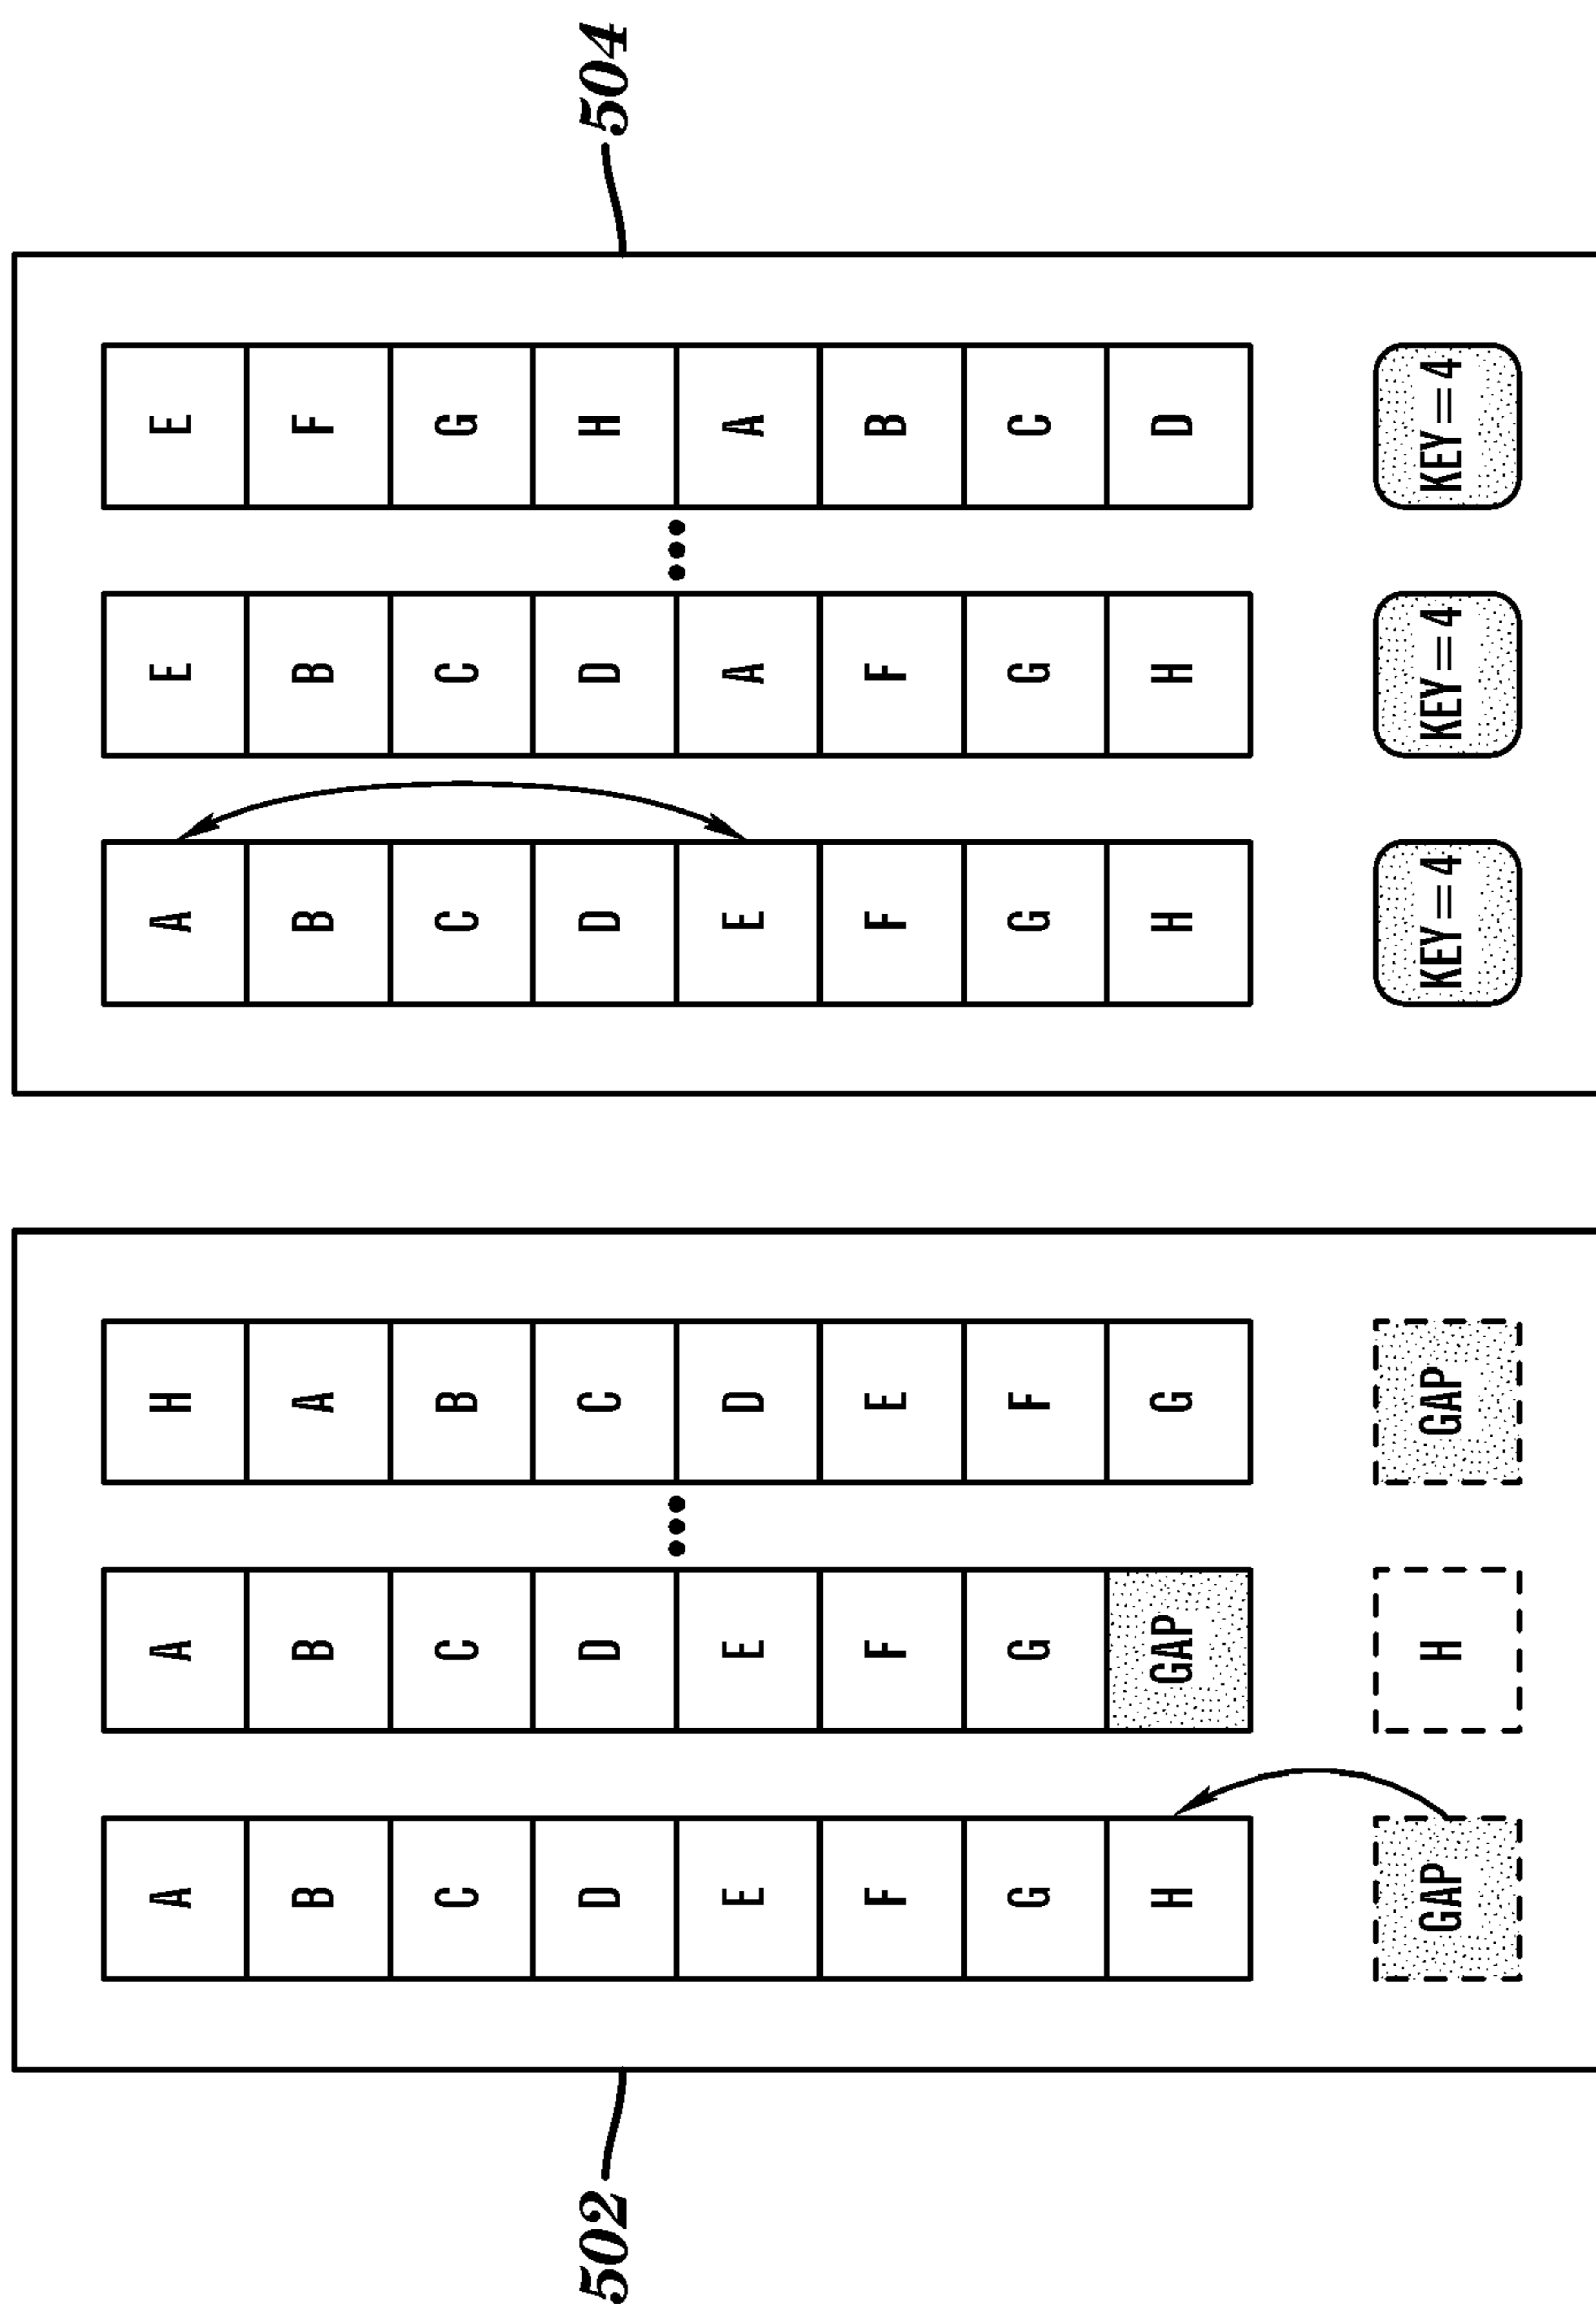 A A H A E E
B B A B B F
C C B C C G
D D C D D H
502 504
E E D E A A
F F E F F B
G G F G G C
H GAP G H H D
GAP H GAP KEY=4 KEY=4 KEY=4